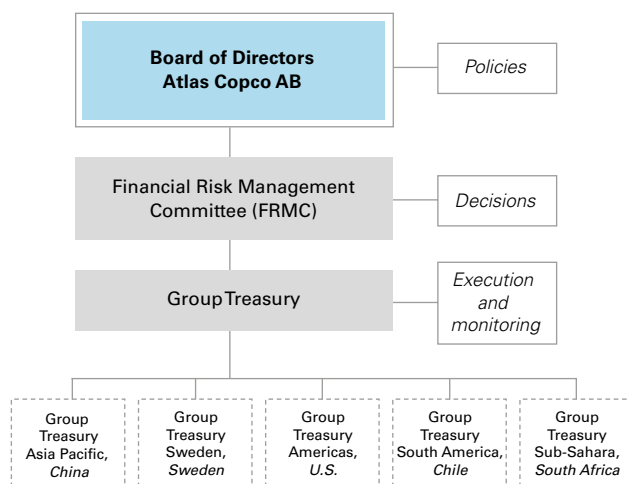 Board of Directors
Atlas Copco AB
Policies
Financial Risk Management
Committee (FRMC)
Decisions
Group Treasury
Execution
and
monitoring
Group
Treasury
Asia Pacific,
China
Group
Treasury
Sweden,
Sweden
Group
Treasury
Americas,
U.S.
Group
Treasury
South America,
Chile
Group
Treasury
Sub-Sahara,
South Africa